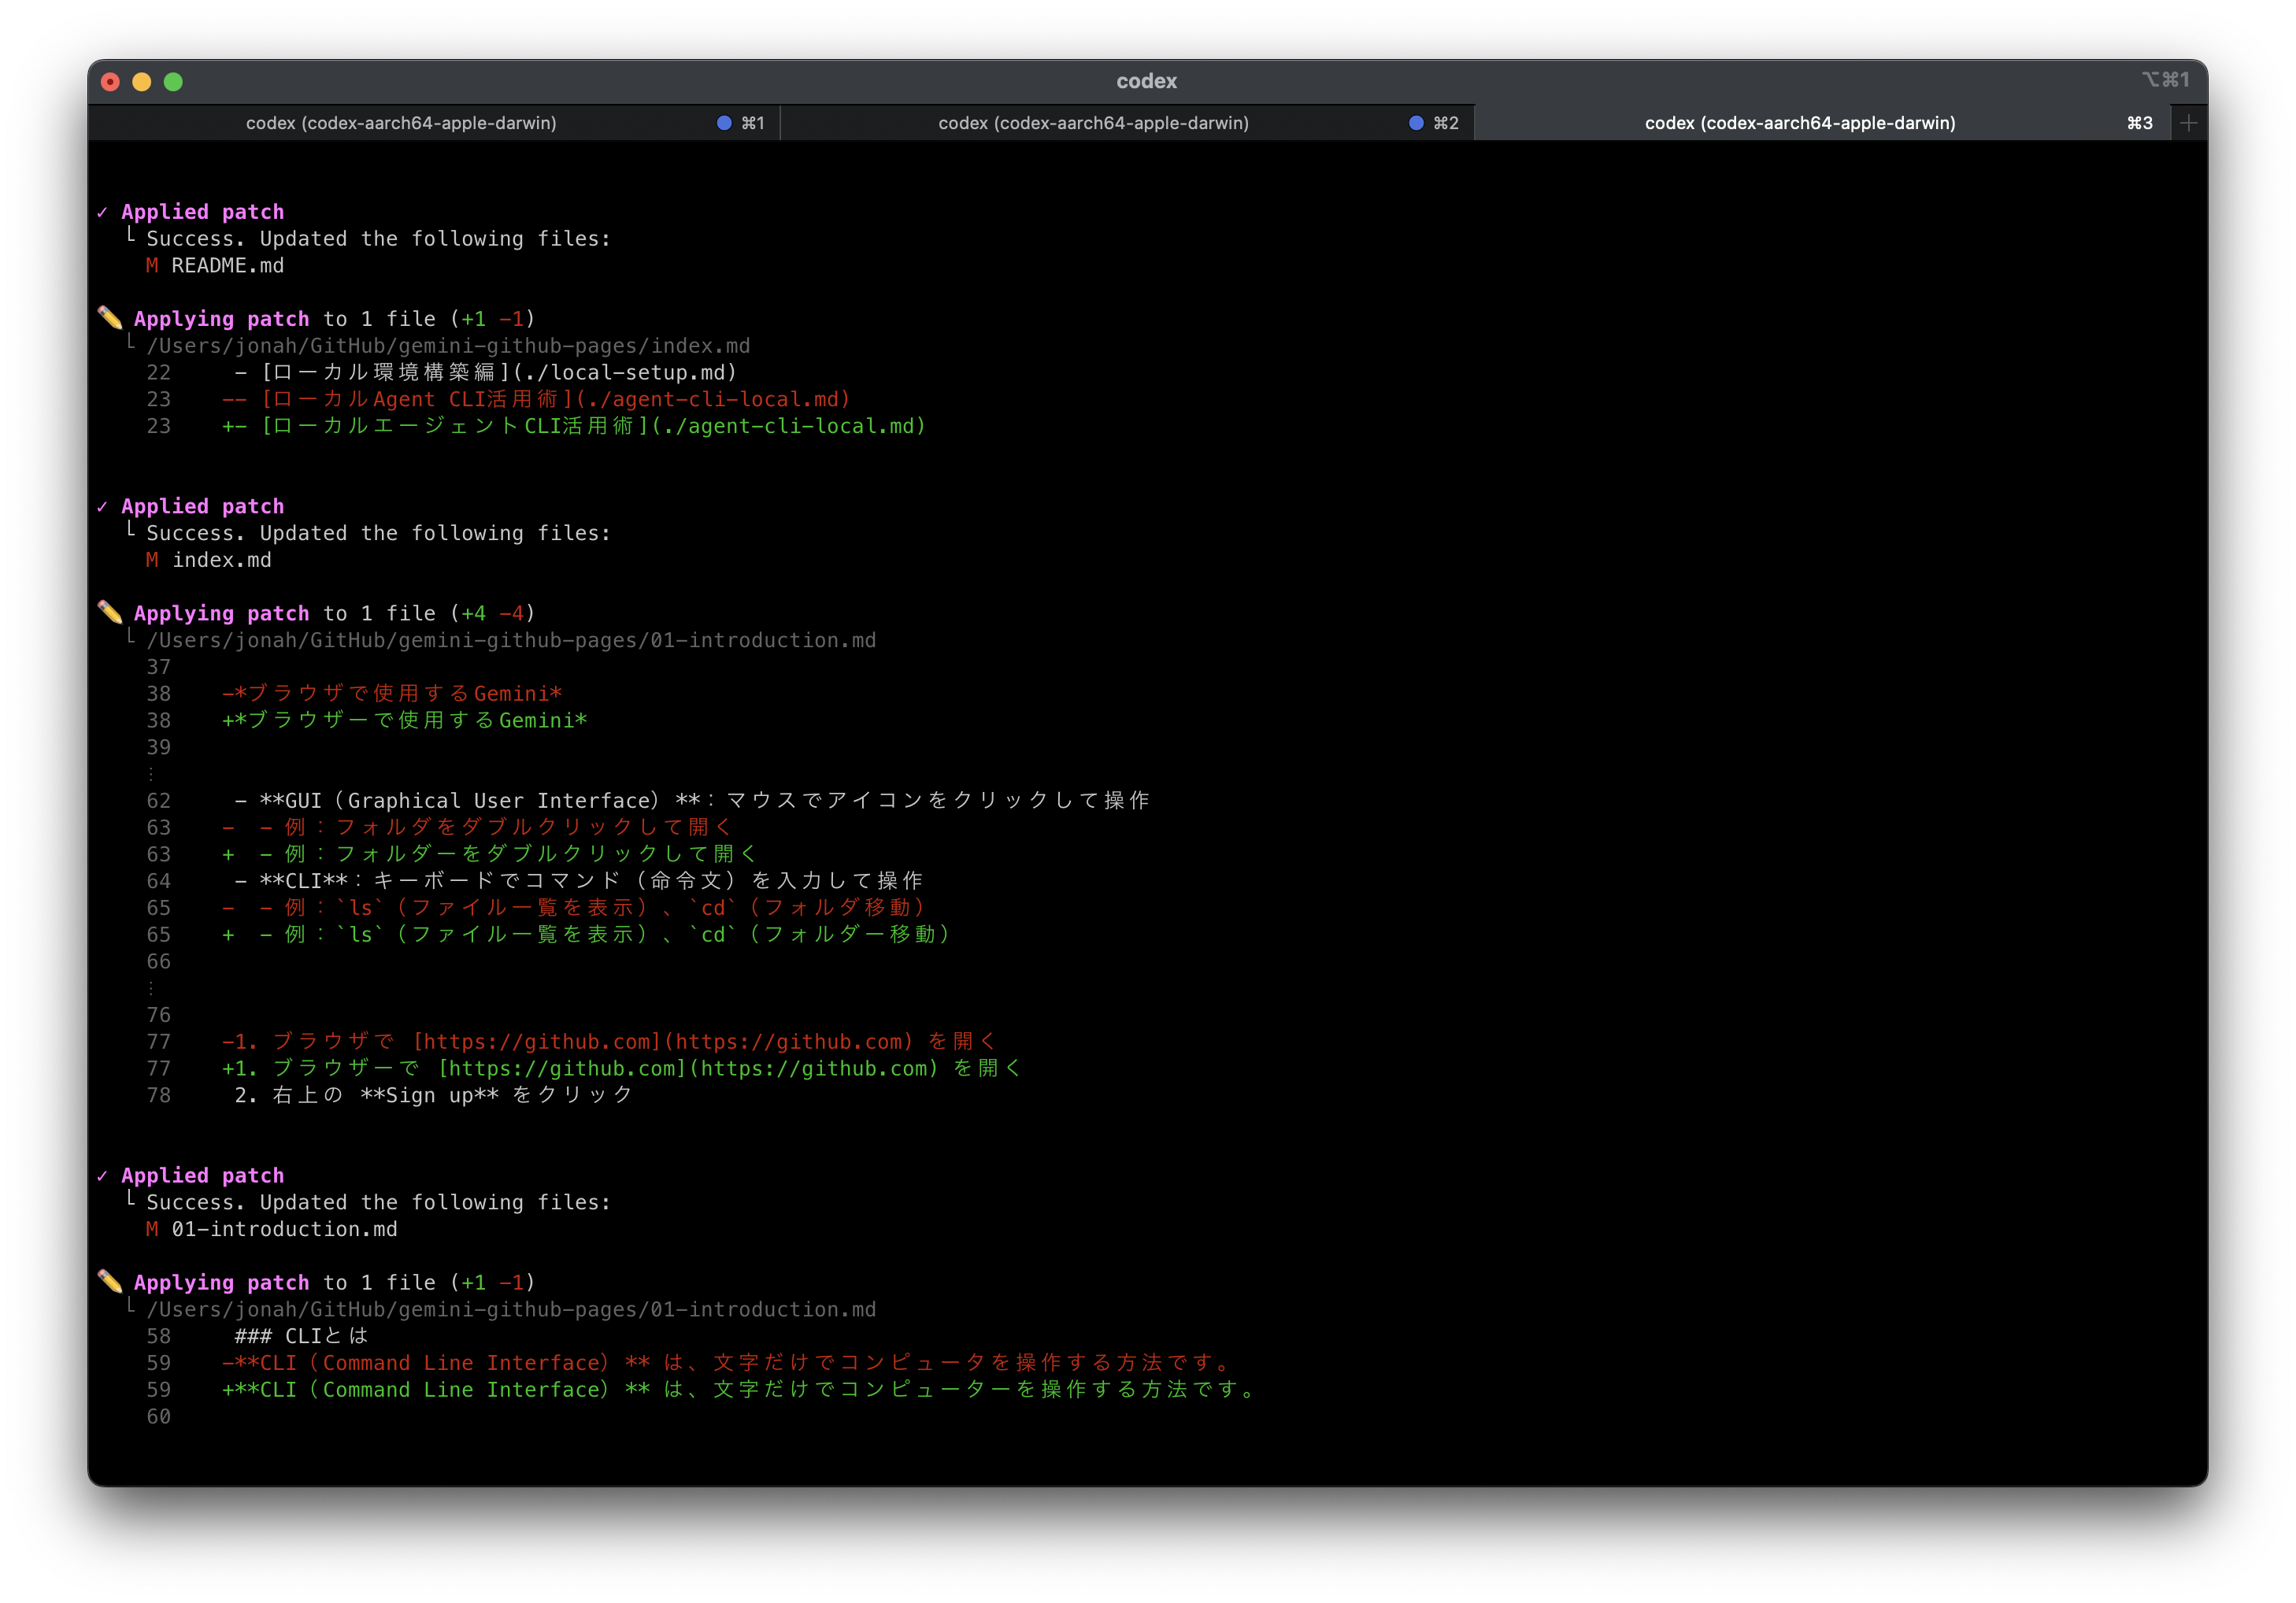 codex
⌥⌘1
codex (codex-aarch64-apple-darwin) ⌘1
codex (codex-aarch64-apple-darwin) ⌘2
codex (codex-aarch64-apple-darwin) ⌘3
✓ Applied patch
└ Success. Updated the following files:
M README.md
✏️ Applying patch to 1 file (+1 -1)
└ /Users/jonah/GitHub/gemini-github-pages/index.md
22 - [ローカル環境構築編](./local-setup.md)
23 -- [ローカルAgent CLI活用術](./agent-cli-local.md)
23 +- [ローカルエージェントCLI活用術](./agent-cli-local.md)
✓ Applied patch
└ Success. Updated the following files:
M index.md
✏️ Applying patch to 1 file (+4 -4)
└ /Users/jonah/GitHub/gemini-github-pages/01-introduction.md
37
38 -*ブラウザで使用するGemini*
38 +*ブラウザーで使用するGemini*
39
⋮
62 - **GUI（Graphical User Interface）**：マウスでアイコンをクリックして操作
63 - - 例：フォルダをダブルクリックして開く
63 + - 例：フォルダーをダブルクリックして開く
64 - **CLI**：キーボードでコマンド（命令文）を入力して操作
65 - - 例：`ls`（ファイル一覧を表示）、`cd`（フォルダ移動）
65 + - 例：`ls`（ファイル一覧を表示）、`cd`（フォルダー移動）
66
⋮
76
77 -1. ブラウザで [https://github.com](https://github.com) を開く
77 +1. ブラウザーで [https://github.com](https://github.com) を開く
78 2. 右上の **Sign up** をクリック
✓ Applied patch
└ Success. Updated the following files:
M 01-introduction.md
✏️ Applying patch to 1 file (+1 -1)
└ /Users/jonah/GitHub/gemini-github-pages/01-introduction.md
58 ### CLIとは
59 -**CLI（Command Line Interface）** は、文字だけでコンピュータを操作する方法です。
59 +**CLI（Command Line Interface）** は、文字だけでコンピューターを操作する方法です。
60